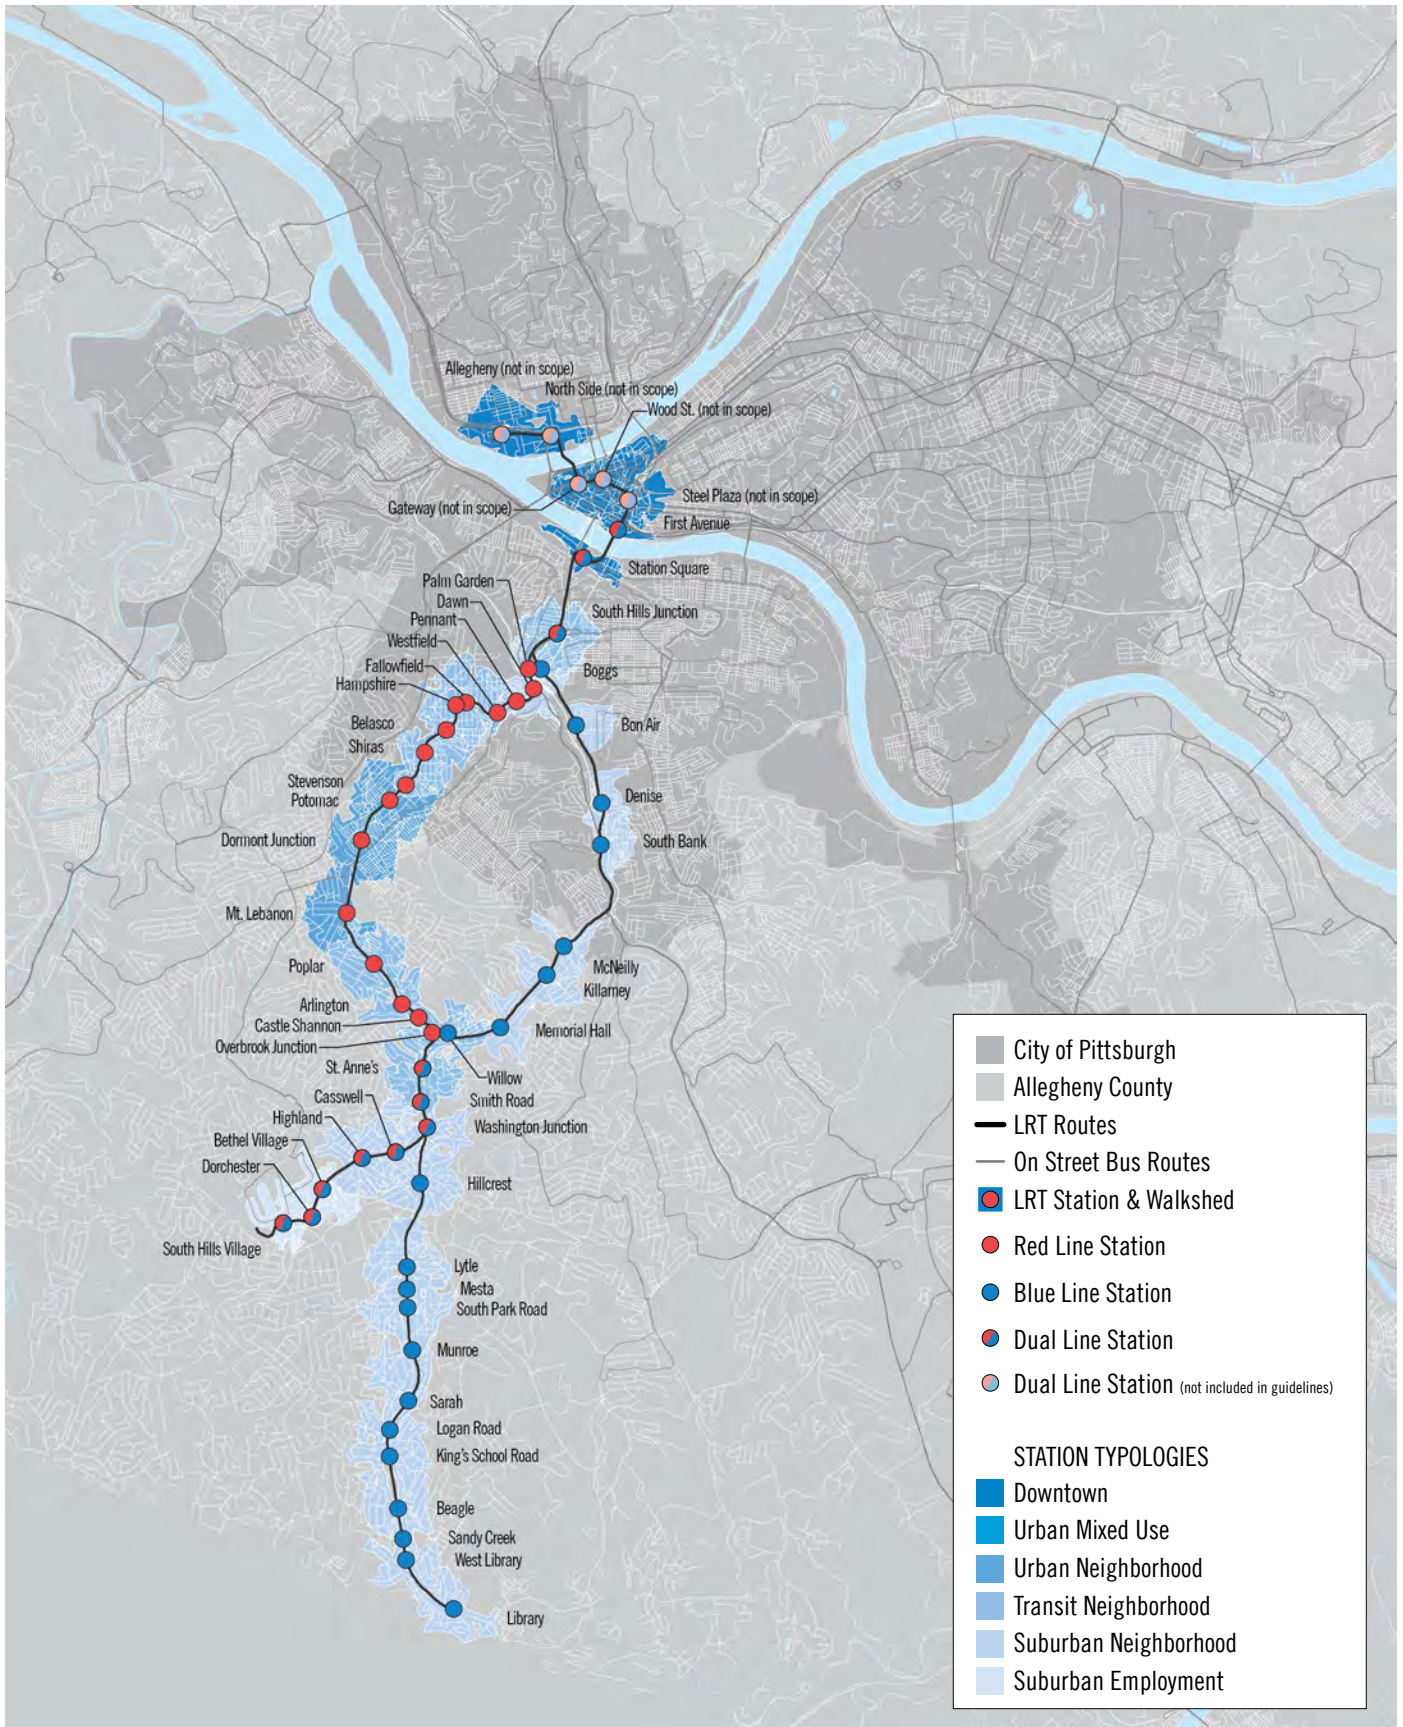 Allegheny (not in scope)
North Side (not in scope)
Wood St. (not in scope)
Steel Plaza (not in scope)
Gateway (not in scope)
First Avenue
Station Square
Palm Garden
Dawn
South Hills Junction
Pennant
Westfield
Fallowfield
Boggs
Hampshire
Belasco
Bon Air
Shiras
Stevenson
Denise
Potomac
Dormont Junction
South Bank
Mt. Lebanon
Poplar
McNeilly
Killarney
Arlington
Castle Shannon
Memorial Hall
Overbrook Junction
St. Anne's
Willow
Casswell
Smith Road
Highland
Washington Junction
Bethel Village
Dorchester
Hillcrest
South Hills Village
Lytle
Mesta
South Park Road
Munroe
Sarah
Logan Road
King's School Road
Beagle
Sandy Creek
West Library
Library
City of Pittsburgh
Allegheny County
LRT Routes
On Street Bus Routes
LRT Station & Walkshed
Red Line Station
Blue Line Station
Dual Line Station
Dual Line Station (not included in guidelines)
STATION TYPOLOGIES
Downtown
Urban Mixed Use
Urban Neighborhood
Transit Neighborhood
Suburban Neighborhood
Suburban Employment